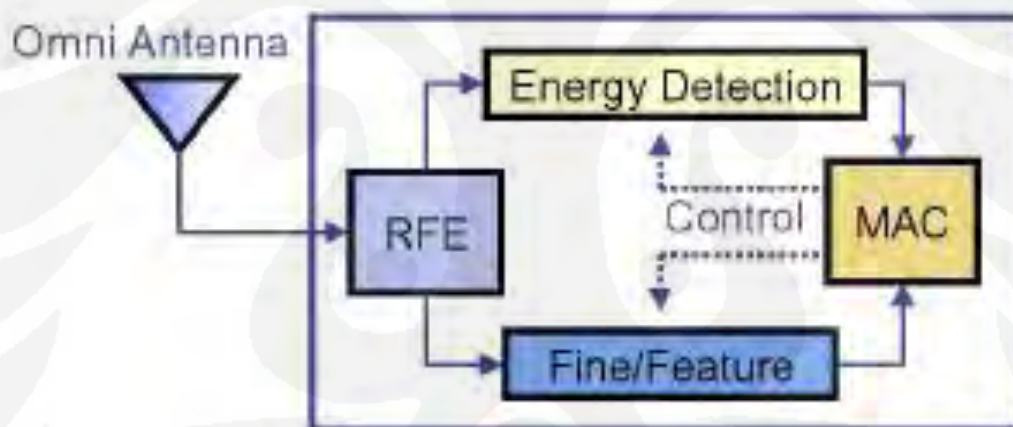 Omni Antenna
Energy Detection
RFE
Control
MAC
Fine/Feature